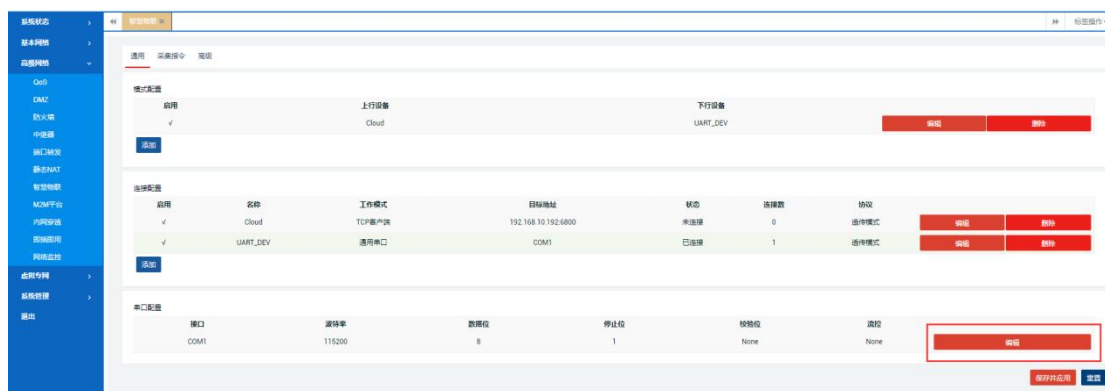 系统状态
智慧物联
标签操作
基本网络
高级网络
通用 采集指令 高级
QoS
DMZ
防火墙
中继器
端口转发
静态NAT
智慧物联
M2M平台
内网穿透
即插即用
网络监控
虚拟专网
系统管理
退出
模式配置
启用 上行设备 下行设备
√ Cloud UART_DEV 编辑 删除
添加
连接配置
启用 名称 工作模式 目标地址 状态 连接数 协议
√ Cloud TCP客户端 192.168.10.192:6800 未连接 0 透传模式 编辑 删除
√ UART_DEV 通用串口 COM1 已连接 1 透传模式 编辑 删除
添加
串口配置
接口 波特率 数据位 停止位 校验位 流控
COM1 115200 8 1 None None 编辑
保存并应用 重置